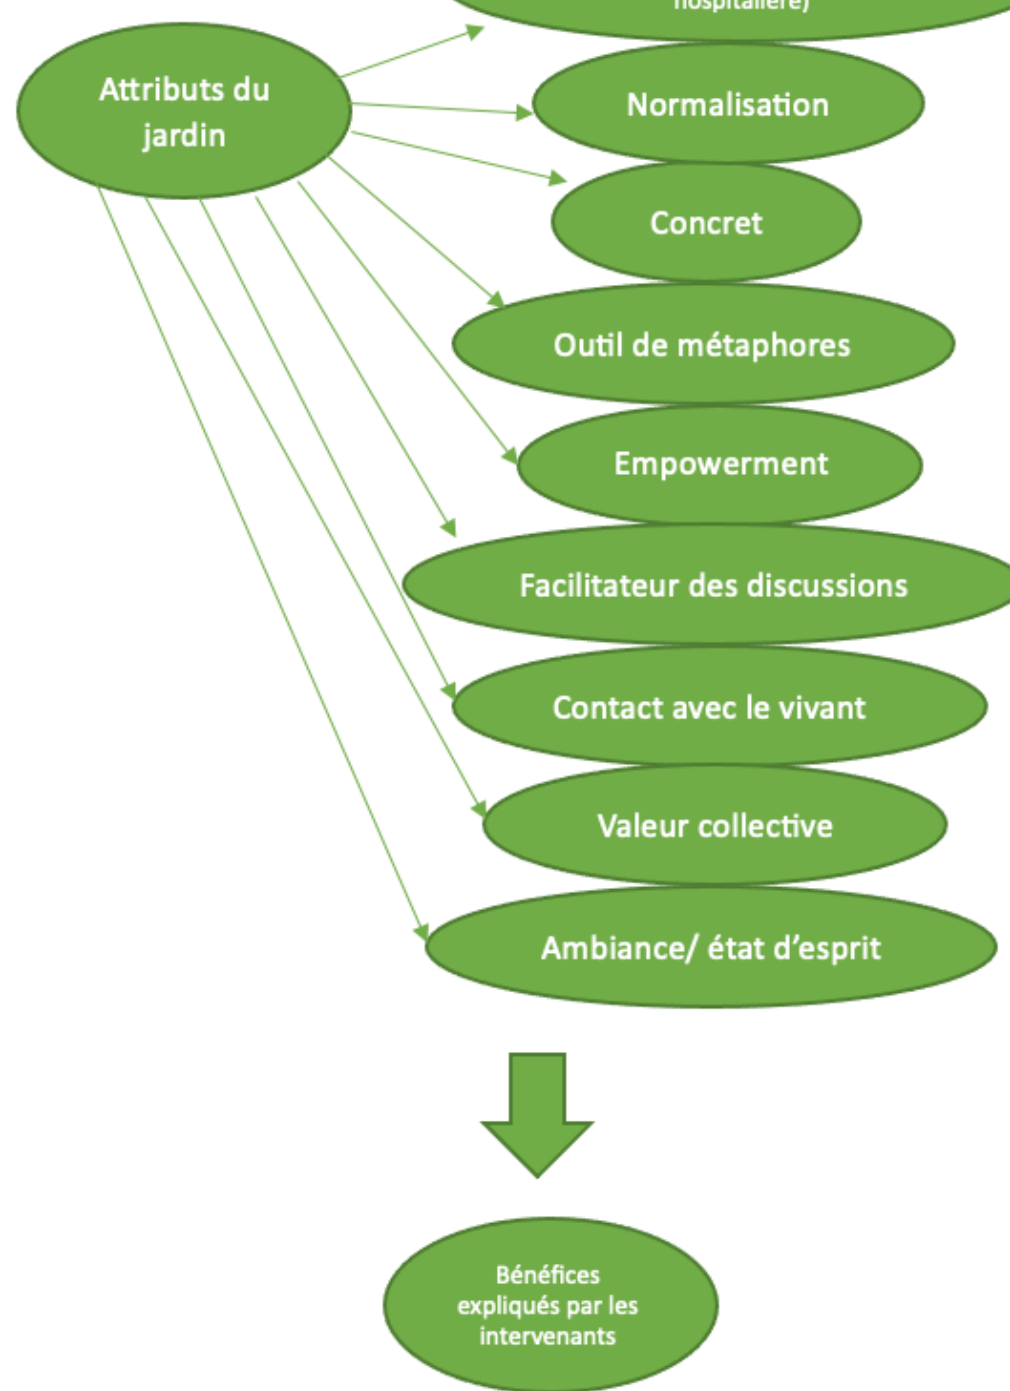 hospitalière)
Attributs du
jardin
Normalisation
Concret
Outil de métaphores
Empowerment
Facilitateur des discussions
Contact avec le vivant
Valeur collective
Ambiance/ état d’esprit
Bénéfices
expliqués par les
intervenants